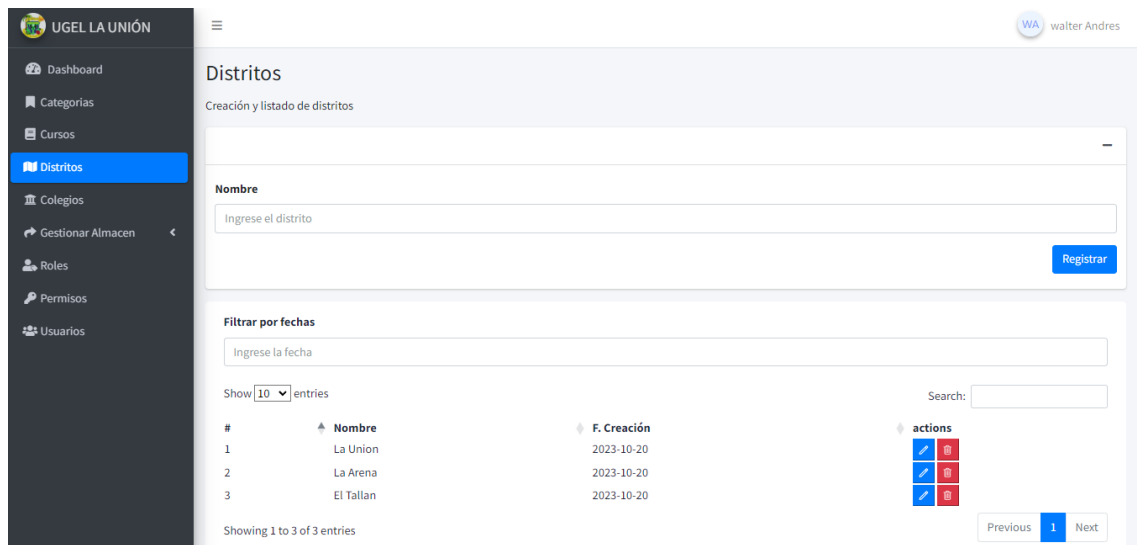 UGEL LA UNIÓN
WA walter Andres
Dashboard
Categorias
Cursos
Distritos
Colegios
Gestionar Almacen
Roles
Permisos
Usuarios
Distritos
Creación y listado de distritos
Nombre
Ingrese el distrito
Registrar
Filtrar por fechas
Ingrese la fecha
Show 10 entries
Search:
# Nombre F. Creación actions
1 La Union 2023-10-20
2 La Arena 2023-10-20
3 El Tallan 2023-10-20
Showing 1 to 3 of 3 entries
Previous 1 Next